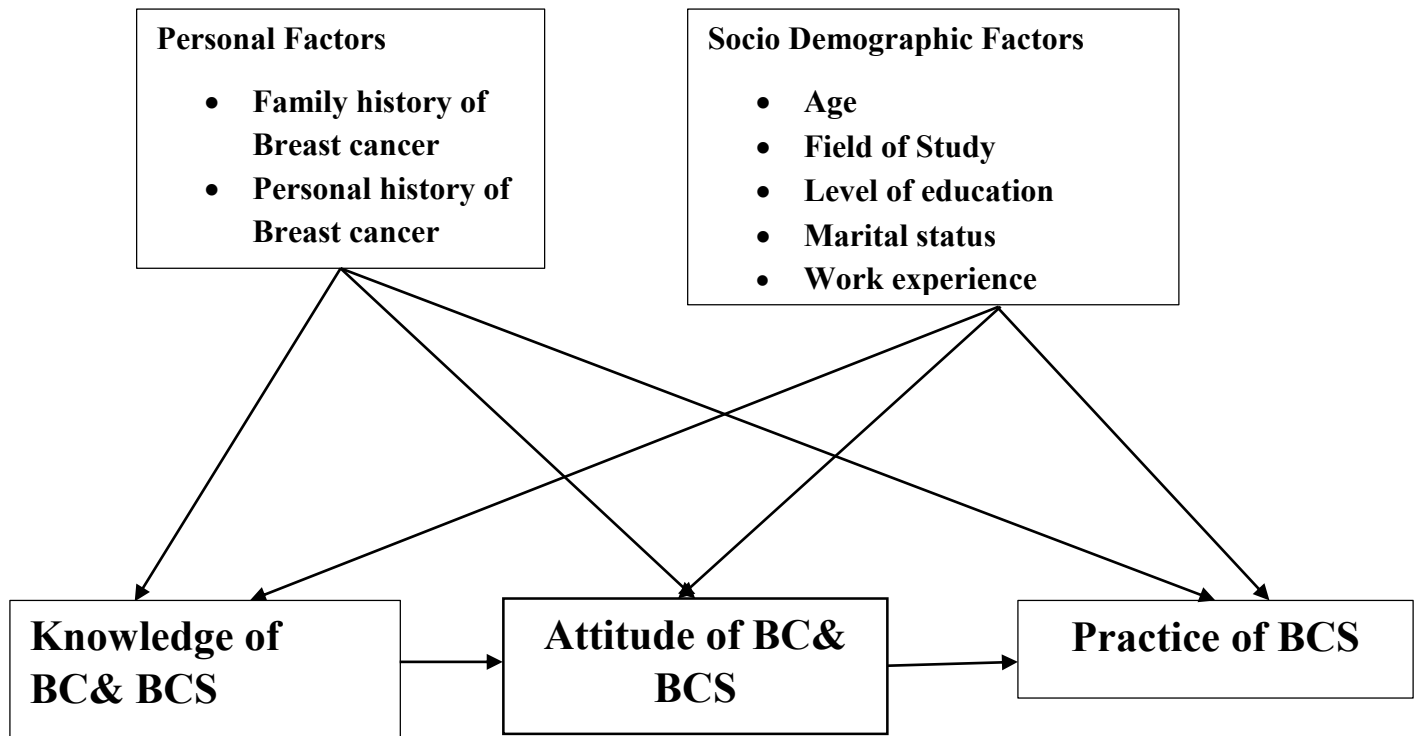 Personal Factors
• Family history of
Breast cancer
• Personal history of
Breast cancer
Socio Demographic Factors
• Age
• Field of Study
• Level of education
• Marital status
• Work experience
Knowledge of
BC& BCS
Attitude of BC&
BCS
Practice of BCS